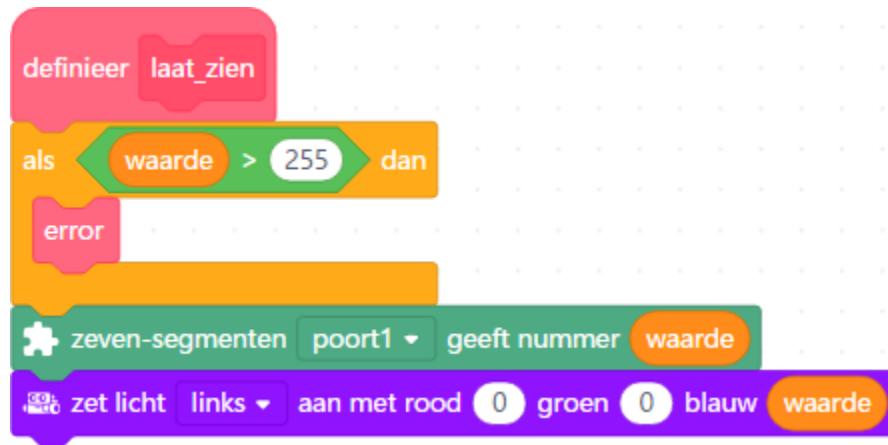 definieer laat_zien
als waarde > 255 dan
error
zeven-segmenten poort1 geeft nummer waarde
zet licht links aan met rood 0 groen 0 blauw waarde